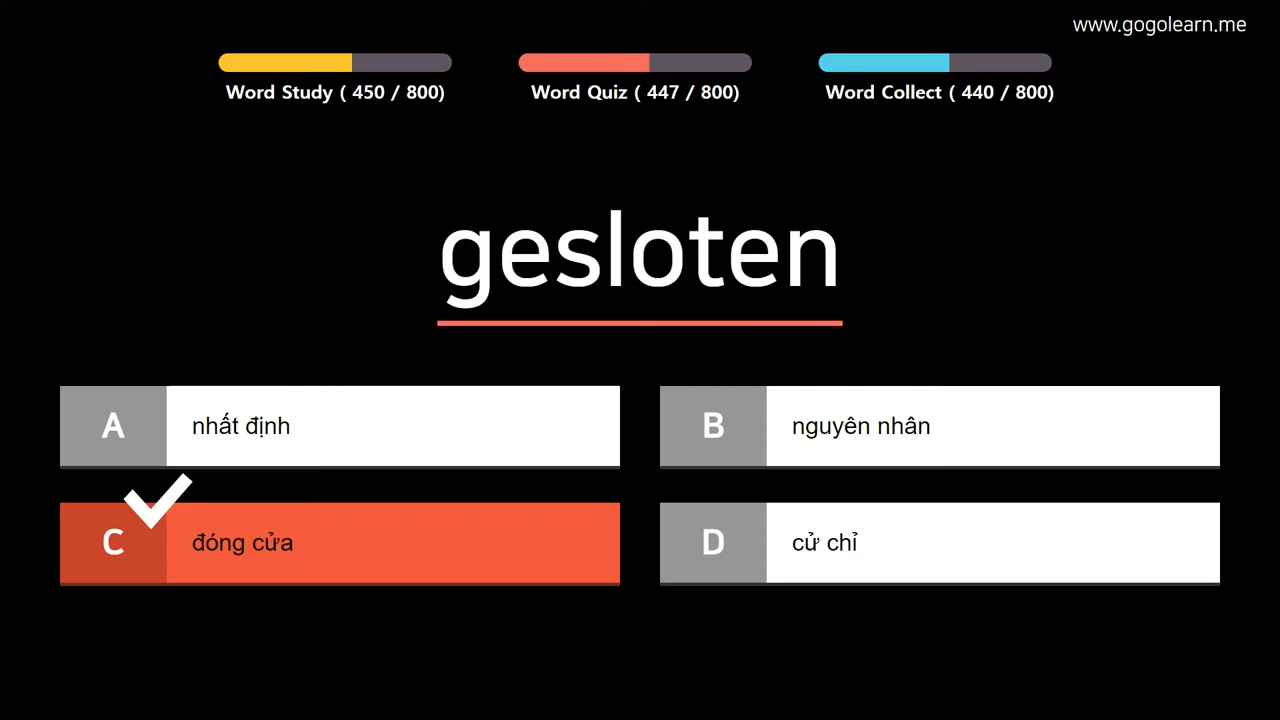 www.gogolearn.me
Word Study ( 450 / 800)
Word Quiz ( 447 / 800)
Word Collect ( 440 / 800)
gesloten
A
nhất định
B
nguyên nhân
C
đóng cửa
D
cử chỉ